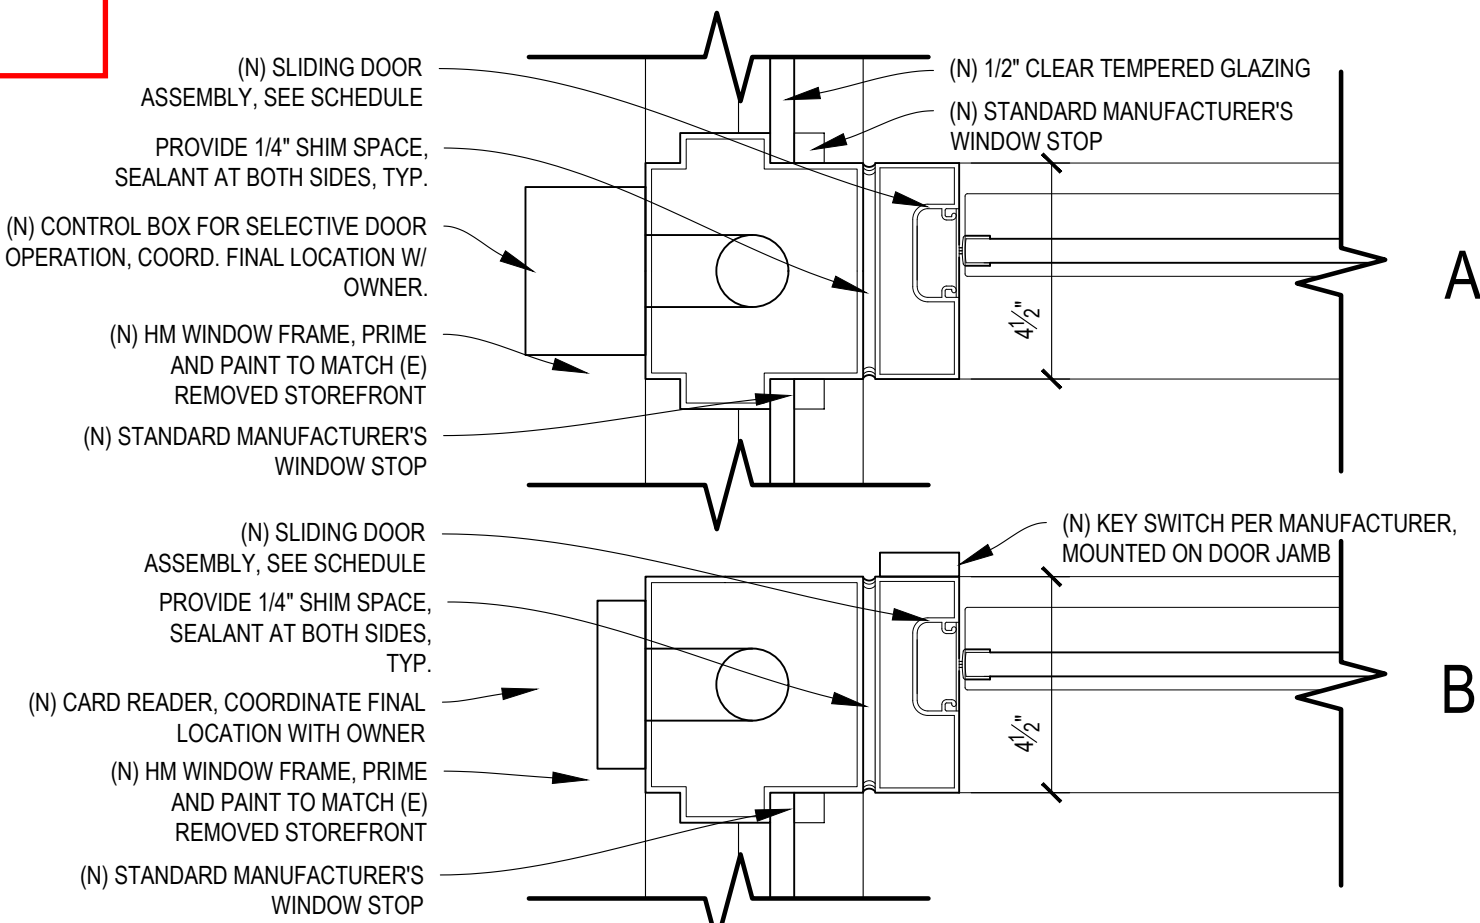 (N) SLIDING DOOR
ASSEMBLY, SEE SCHEDULE
PROVIDE 1/4" SHIM SPACE,
SEALANT AT BOTH SIDES, TYP.
(N) CONTROL BOX FOR SELECTIVE DOOR
OPERATION, COORD. FINAL LOCATION W/
OWNER.
(N) HM WINDOW FRAME, PRIME
AND PAINT TO MATCH (E)
REMOVED STOREFRONT
(N) STANDARD MANUFACTURER'S
WINDOW STOP
(N) 1/2" CLEAR TEMPERED GLAZING
(N) STANDARD MANUFACTURER'S
WINDOW STOP
4½"
A
(N) SLIDING DOOR
ASSEMBLY, SEE SCHEDULE
PROVIDE 1/4" SHIM SPACE,
SEALANT AT BOTH SIDES,
TYP.
(N) CARD READER, COORDINATE FINAL
LOCATION WITH OWNER
(N) HM WINDOW FRAME, PRIME
AND PAINT TO MATCH (E)
REMOVED STOREFRONT
(N) STANDARD MANUFACTURER'S
WINDOW STOP
(N) KEY SWITCH PER MANUFACTURER,
MOUNTED ON DOOR JAMB
4½"
B